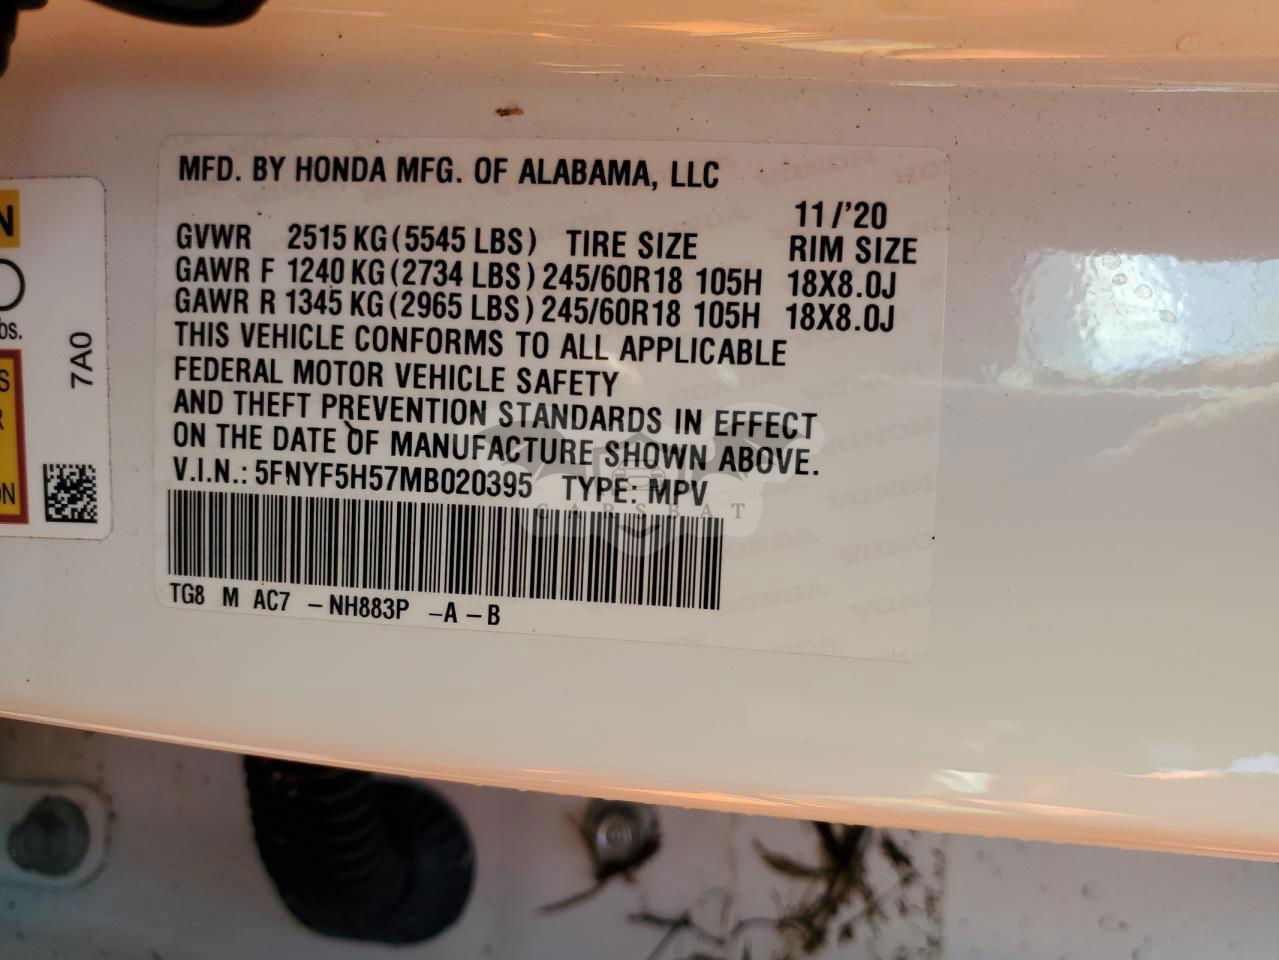 MFD. BY HONDA MFG. OF ALABAMA, LLC
11/'20
GVWR 2515 KG (5545 LBS) TIRE SIZE RIM SIZE
GAWR F 1240 KG (2734 LBS) 245/60R18 105H 18X8.0J
GAWR R 1345 KG (2965 LBS) 245/60R18 105H 18X8.0J
THIS VEHICLE CONFORMS TO ALL APPLICABLE
FEDERAL MOTOR VEHICLE SAFETY
AND THEFT PREVENTION STANDARDS IN EFFECT
ON THE DATE OF MANUFACTURE SHOWN ABOVE.
V.I.N.: 5FNYF5H57MB020395 TYPE: MPV
TG8 M AC7 -NH883P -A -B
7A0
CARSBAT